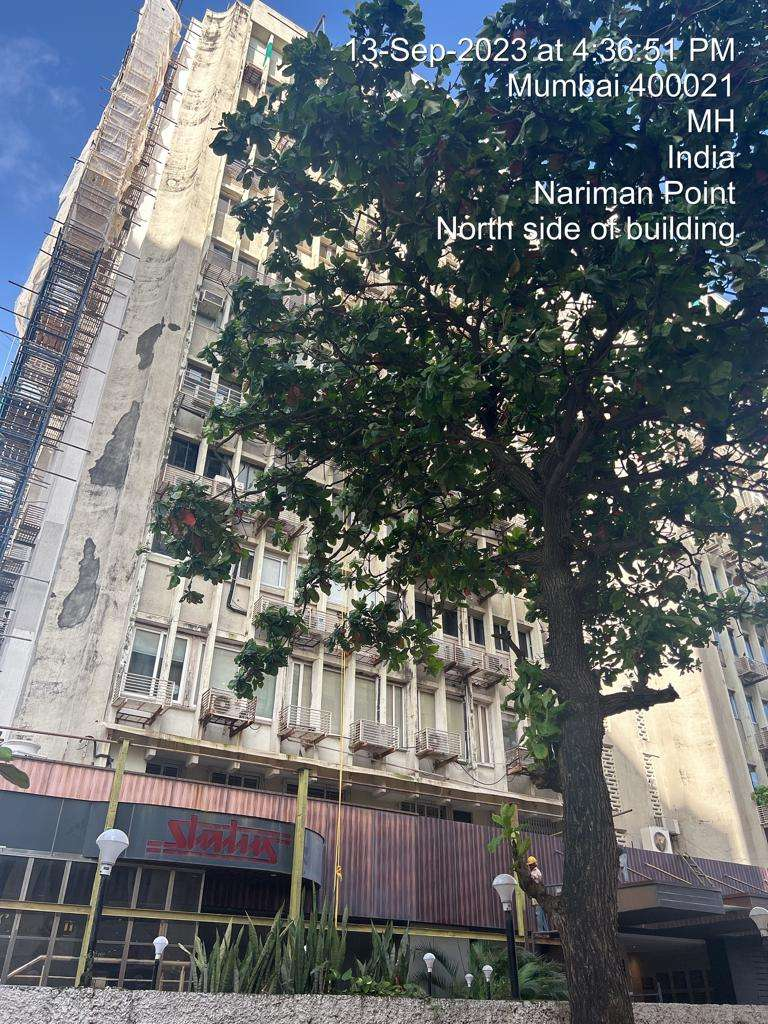 13-Sep-2023 at 4:36:51 PM
Mumbai 400021
MH
India
Nariman Point
North side of building
Status